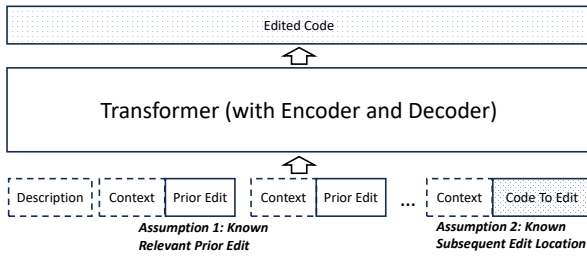 Edited Code
Transformer (with Encoder and Decoder)
Description Context Prior Edit Context Prior Edit ... Context Code To Edit
Assumption 1: Known
Relevant Prior Edit
Assumption 2: Known
Subsequent Edit Location